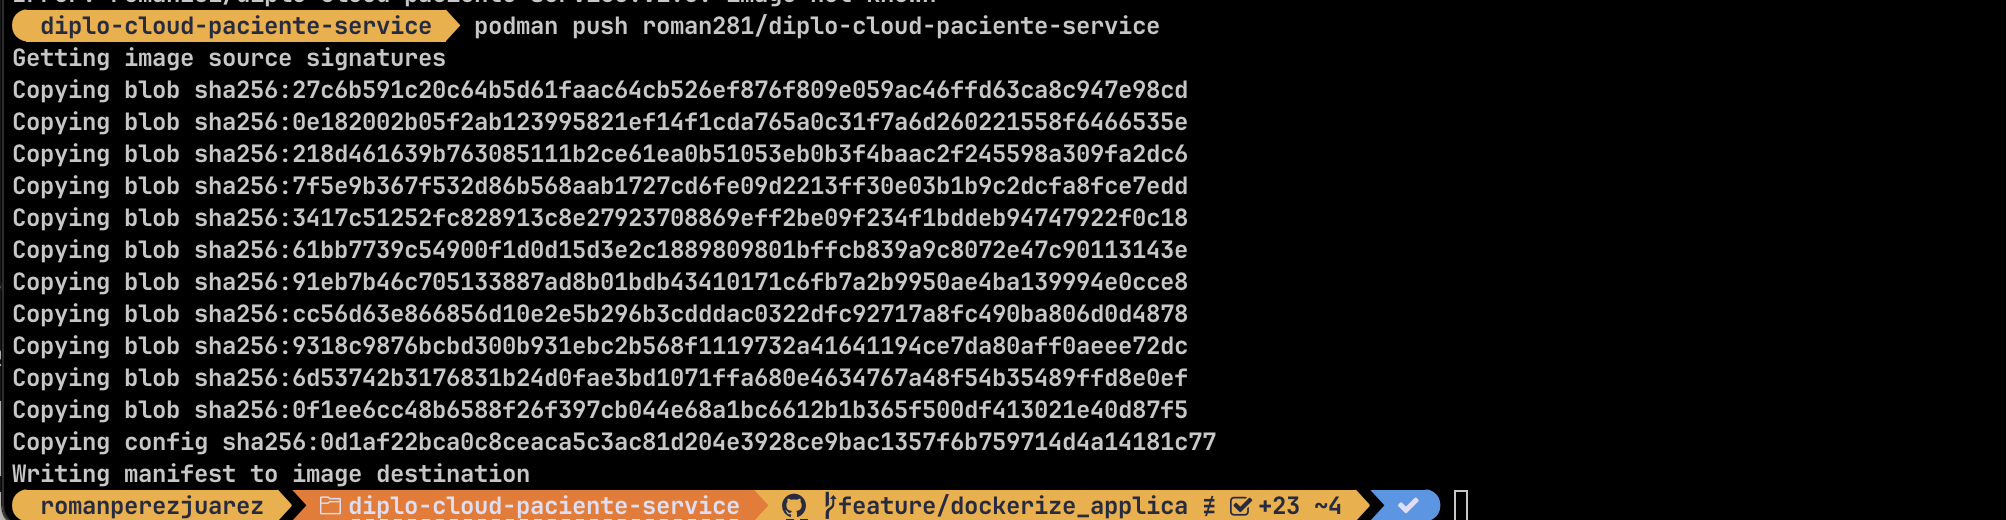 diplo-cloud-paciente-service podman push roman281/diplo-cloud-paciente-service
Getting image source signatures
Copying blob sha256:27c6b591c20c64b5d61faac64cb526ef876f809e059ac46ffd63ca8c947e98cd
Copying blob sha256:0e182002b05f2ab123995821ef14f1cda765a0c31f7a6d260221558f6466535e
Copying blob sha256:218d461639b763085111b2ce61ea0b51053eb0b3f4baac2f245598a309fa2dc6
Copying blob sha256:7f5e9b367f532d86b568aab1727cd6fe09d2213ff30e03b1b9c2dcfa8fce7edd
Copying blob sha256:3417c51252fc828913c8e27923708869eff2be09f234f1bddeb94747922f0c18
Copying blob sha256:61bb7739c54900f1d0d15d3e2c1889809801bffcb839a9c8072e47c90113143e
Copying blob sha256:91eb7b46c705133887ad8b01bdb43410171c6fb7a2b9950ae4ba139994e0cce8
Copying blob sha256:cc56d63e866856d10e2e5b296b3cdddac0322dfc92717a8fc490ba806d0d4878
Copying blob sha256:9318c9876bcbd300b931ebc2b568f1119732a41641194ce7da80aff0aeee72dc
Copying blob sha256:6d53742b3176831b24d0fae3bd1071ffa680e4634767a48f54b35489ffd8e0ef
Copying blob sha256:0f1ee6cc48b6588f26f397cb044e68a1bc6612b1b365f500df413021e40d87f5
Copying config sha256:0d1af22bca0c8ceaca5c3ac81d204e3928ce9bac1357f6b759714d4a14181c77
Writing manifest to image destination
romanperezjuarez diplo-cloud-paciente-service feature/dockerize_applica ≢ +23 ~4